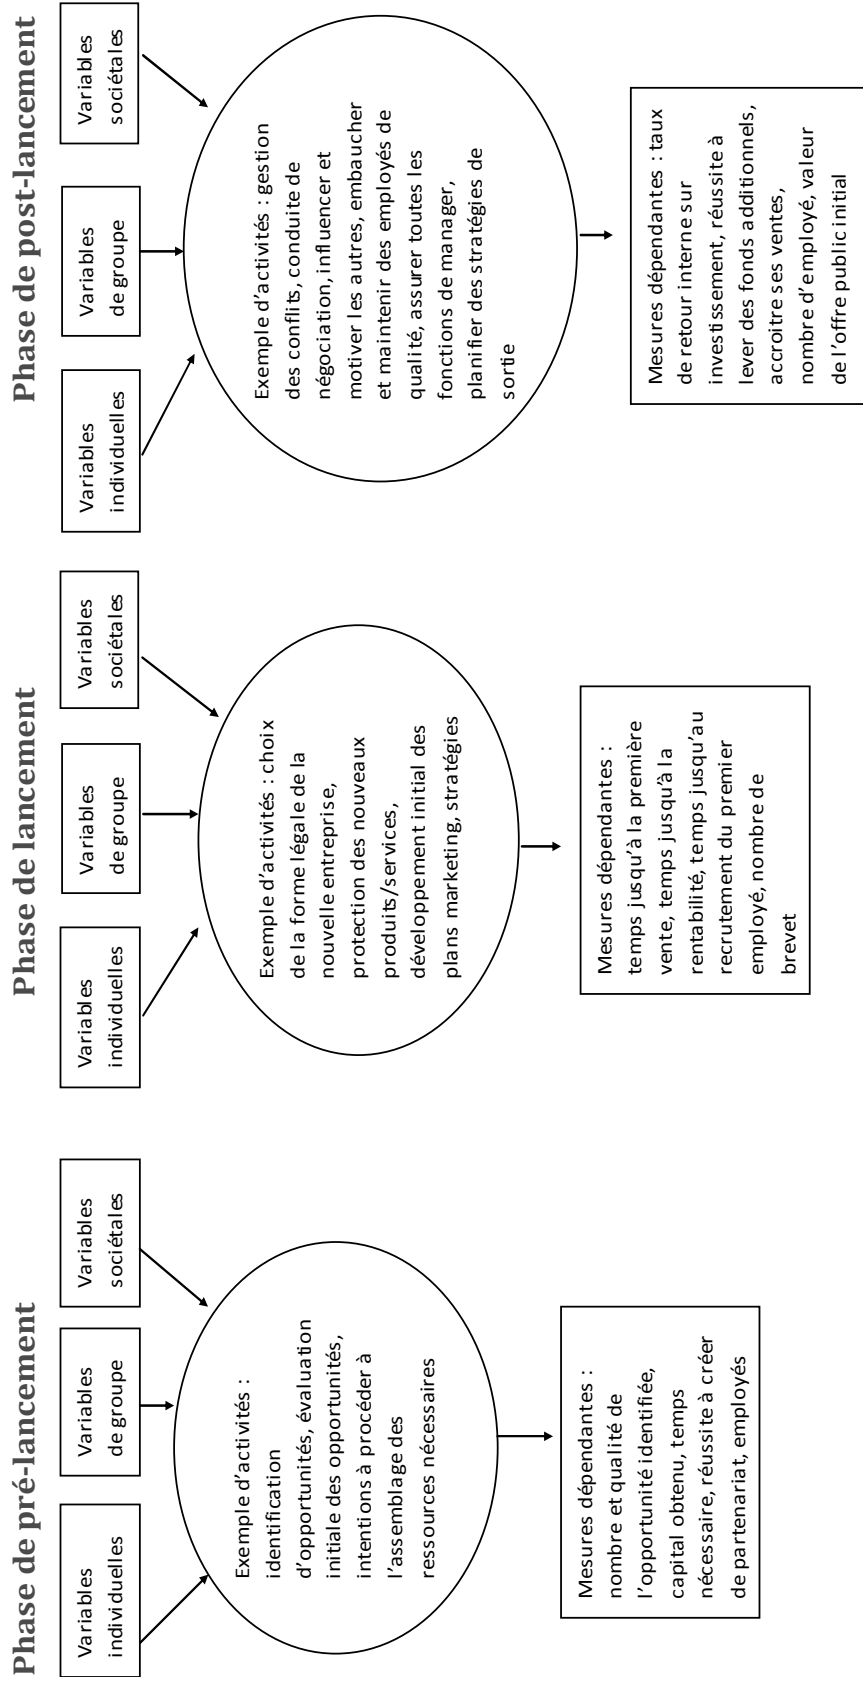 Phase de pré-lancement
Variables
individuelles
Variables
de groupe
Variables
sociétales
Exemple d'activités :
identification
d'opportunités, évaluation
initiale des opportunités,
intentions à procéder à
l'assemblage des
ressources nécessaires
Mesures dépendantes :
nombre et qualité de
l'opportunité identifiée,
capital obtenu, temps
nécessaire, réussite à créer
de partenariat, employés
Phase de lancement
Variables
individuelles
Variables
de groupe
Variables
sociétales
Exemple d'activités : choix
de la forme légale de la
nouvelle entreprise,
protection des nouveaux
produits/services,
développement initial des
plans marketing, stratégies
Mesures dépendantes :
temps jusqu'à la première
vente, temps jusqu'à la
rentabilité, temps jusqu'au
recrutement du premier
employé, nombre de
brevet
Phase de post-lancement
Variables
individuelles
Variables
de groupe
Variables
sociétales
Exemple d'activités : gestion
des conflits, conduite de
négociation, influencer et
motiver les autres, embaucher
et maintenir des employés de
qualité, assurer toutes les
fonctions de manager,
planifier des stratégies de
sortie
Mesures dépendantes : taux
de retour interne sur
investissement, réussite à
lever des fonds additionnels,
accroitre ses ventes,
nombre d'employé, valeur
de l'offre public initial